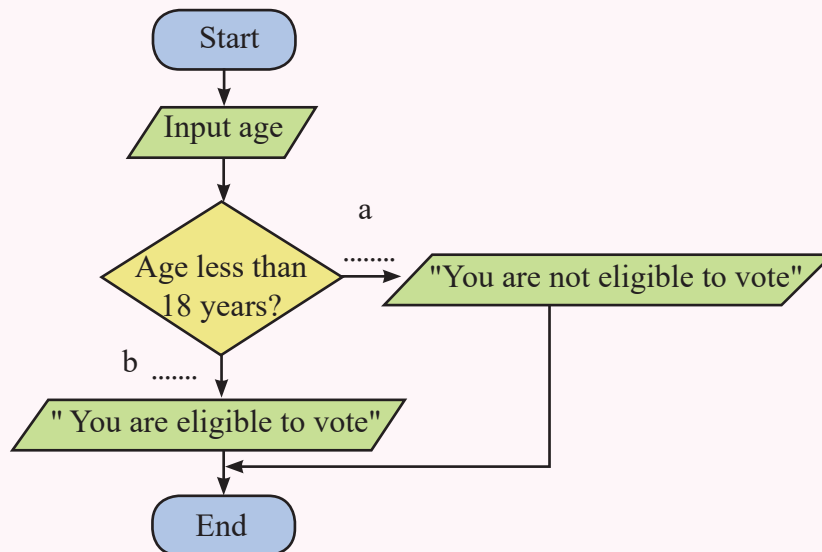 Start
Input age
a
........
Age less than
18 years?
"You are not eligible to vote"
b .......
" You are eligible to vote"
End